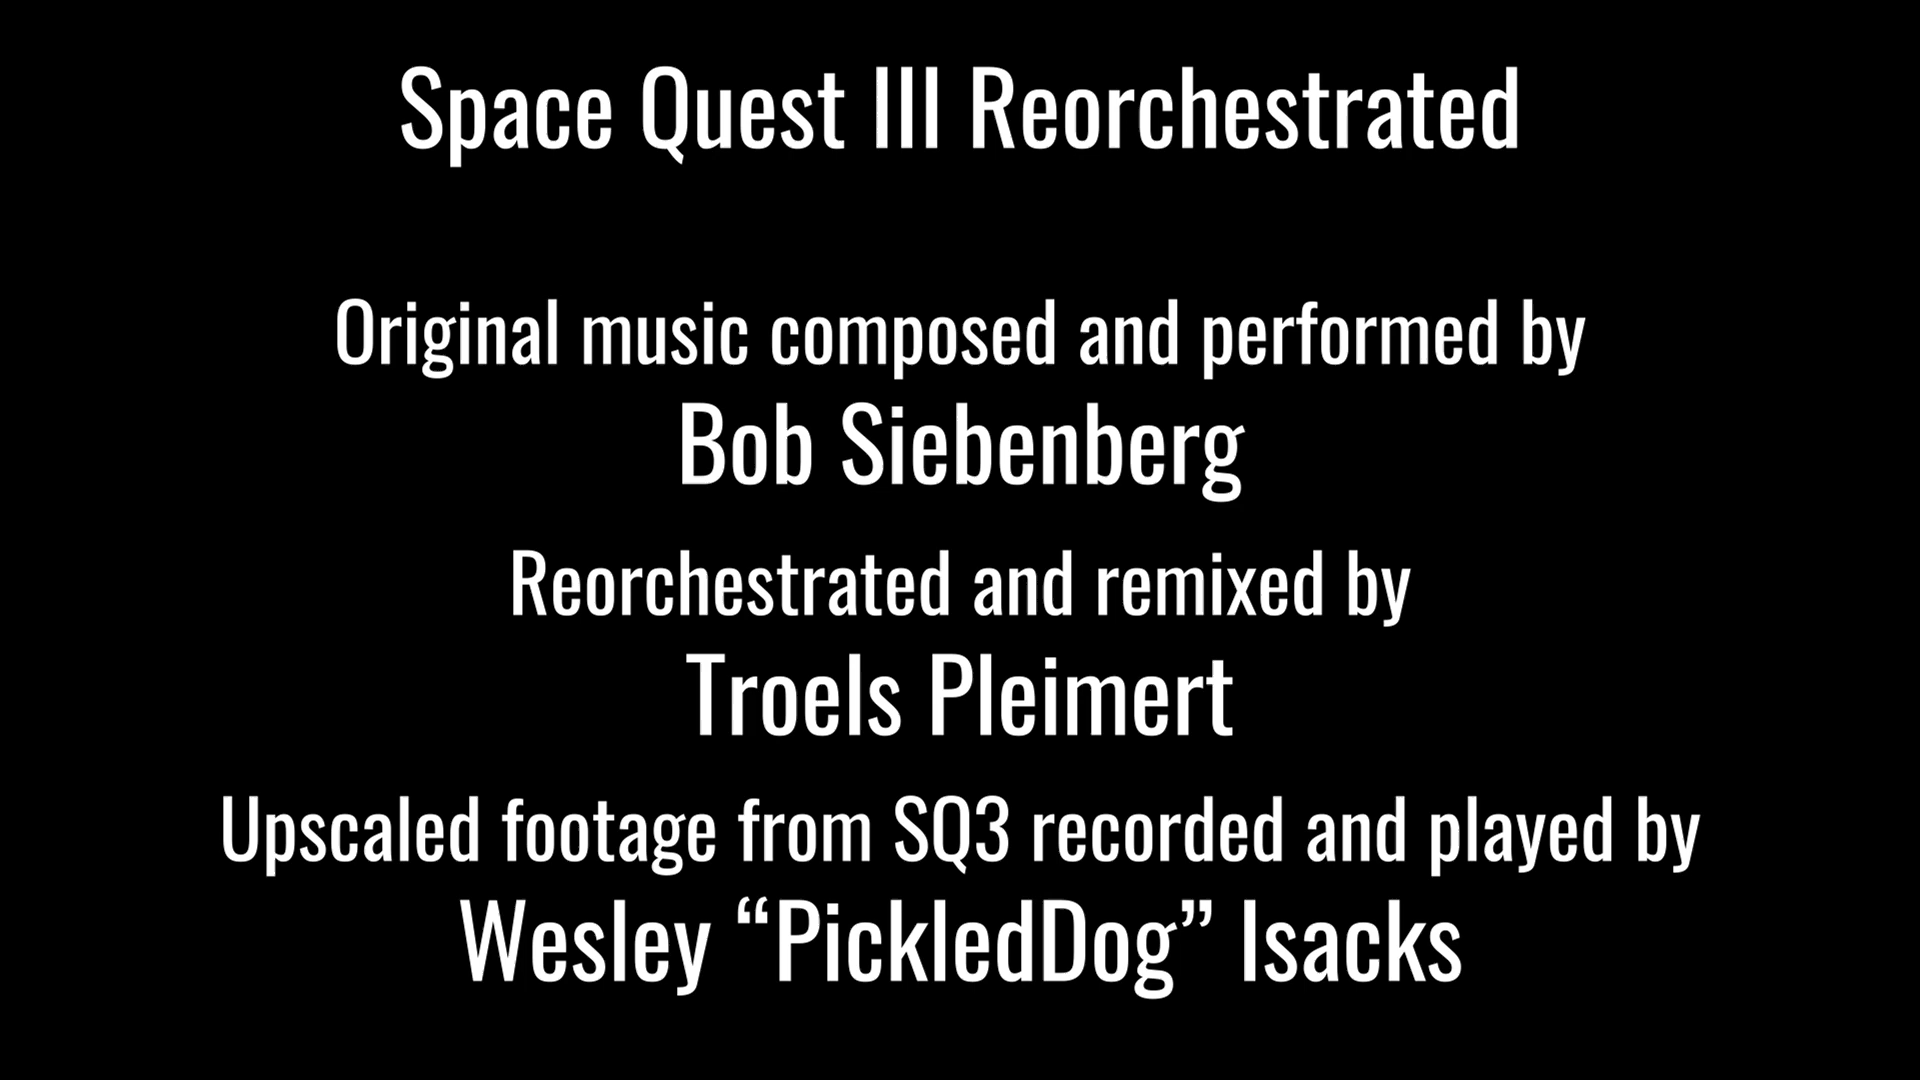 Space Quest III Reorchestrated
Original music composed and performed by
Bob Siebenberg
Reorchestrated and remixed by
Troels Pleimert
Upscaled footage from SQ3 recorded and played by
Wesley “PickledDog” Isacks